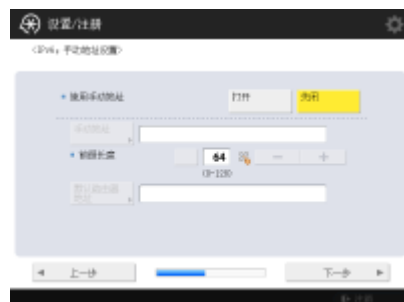 设置/注册
<IPv6: 手动地址设置>
• 使用手动地址
打开
关闭
手动地址
• 前缀长度
64
(0-128)
默认路由器
地址
上一步
下一步